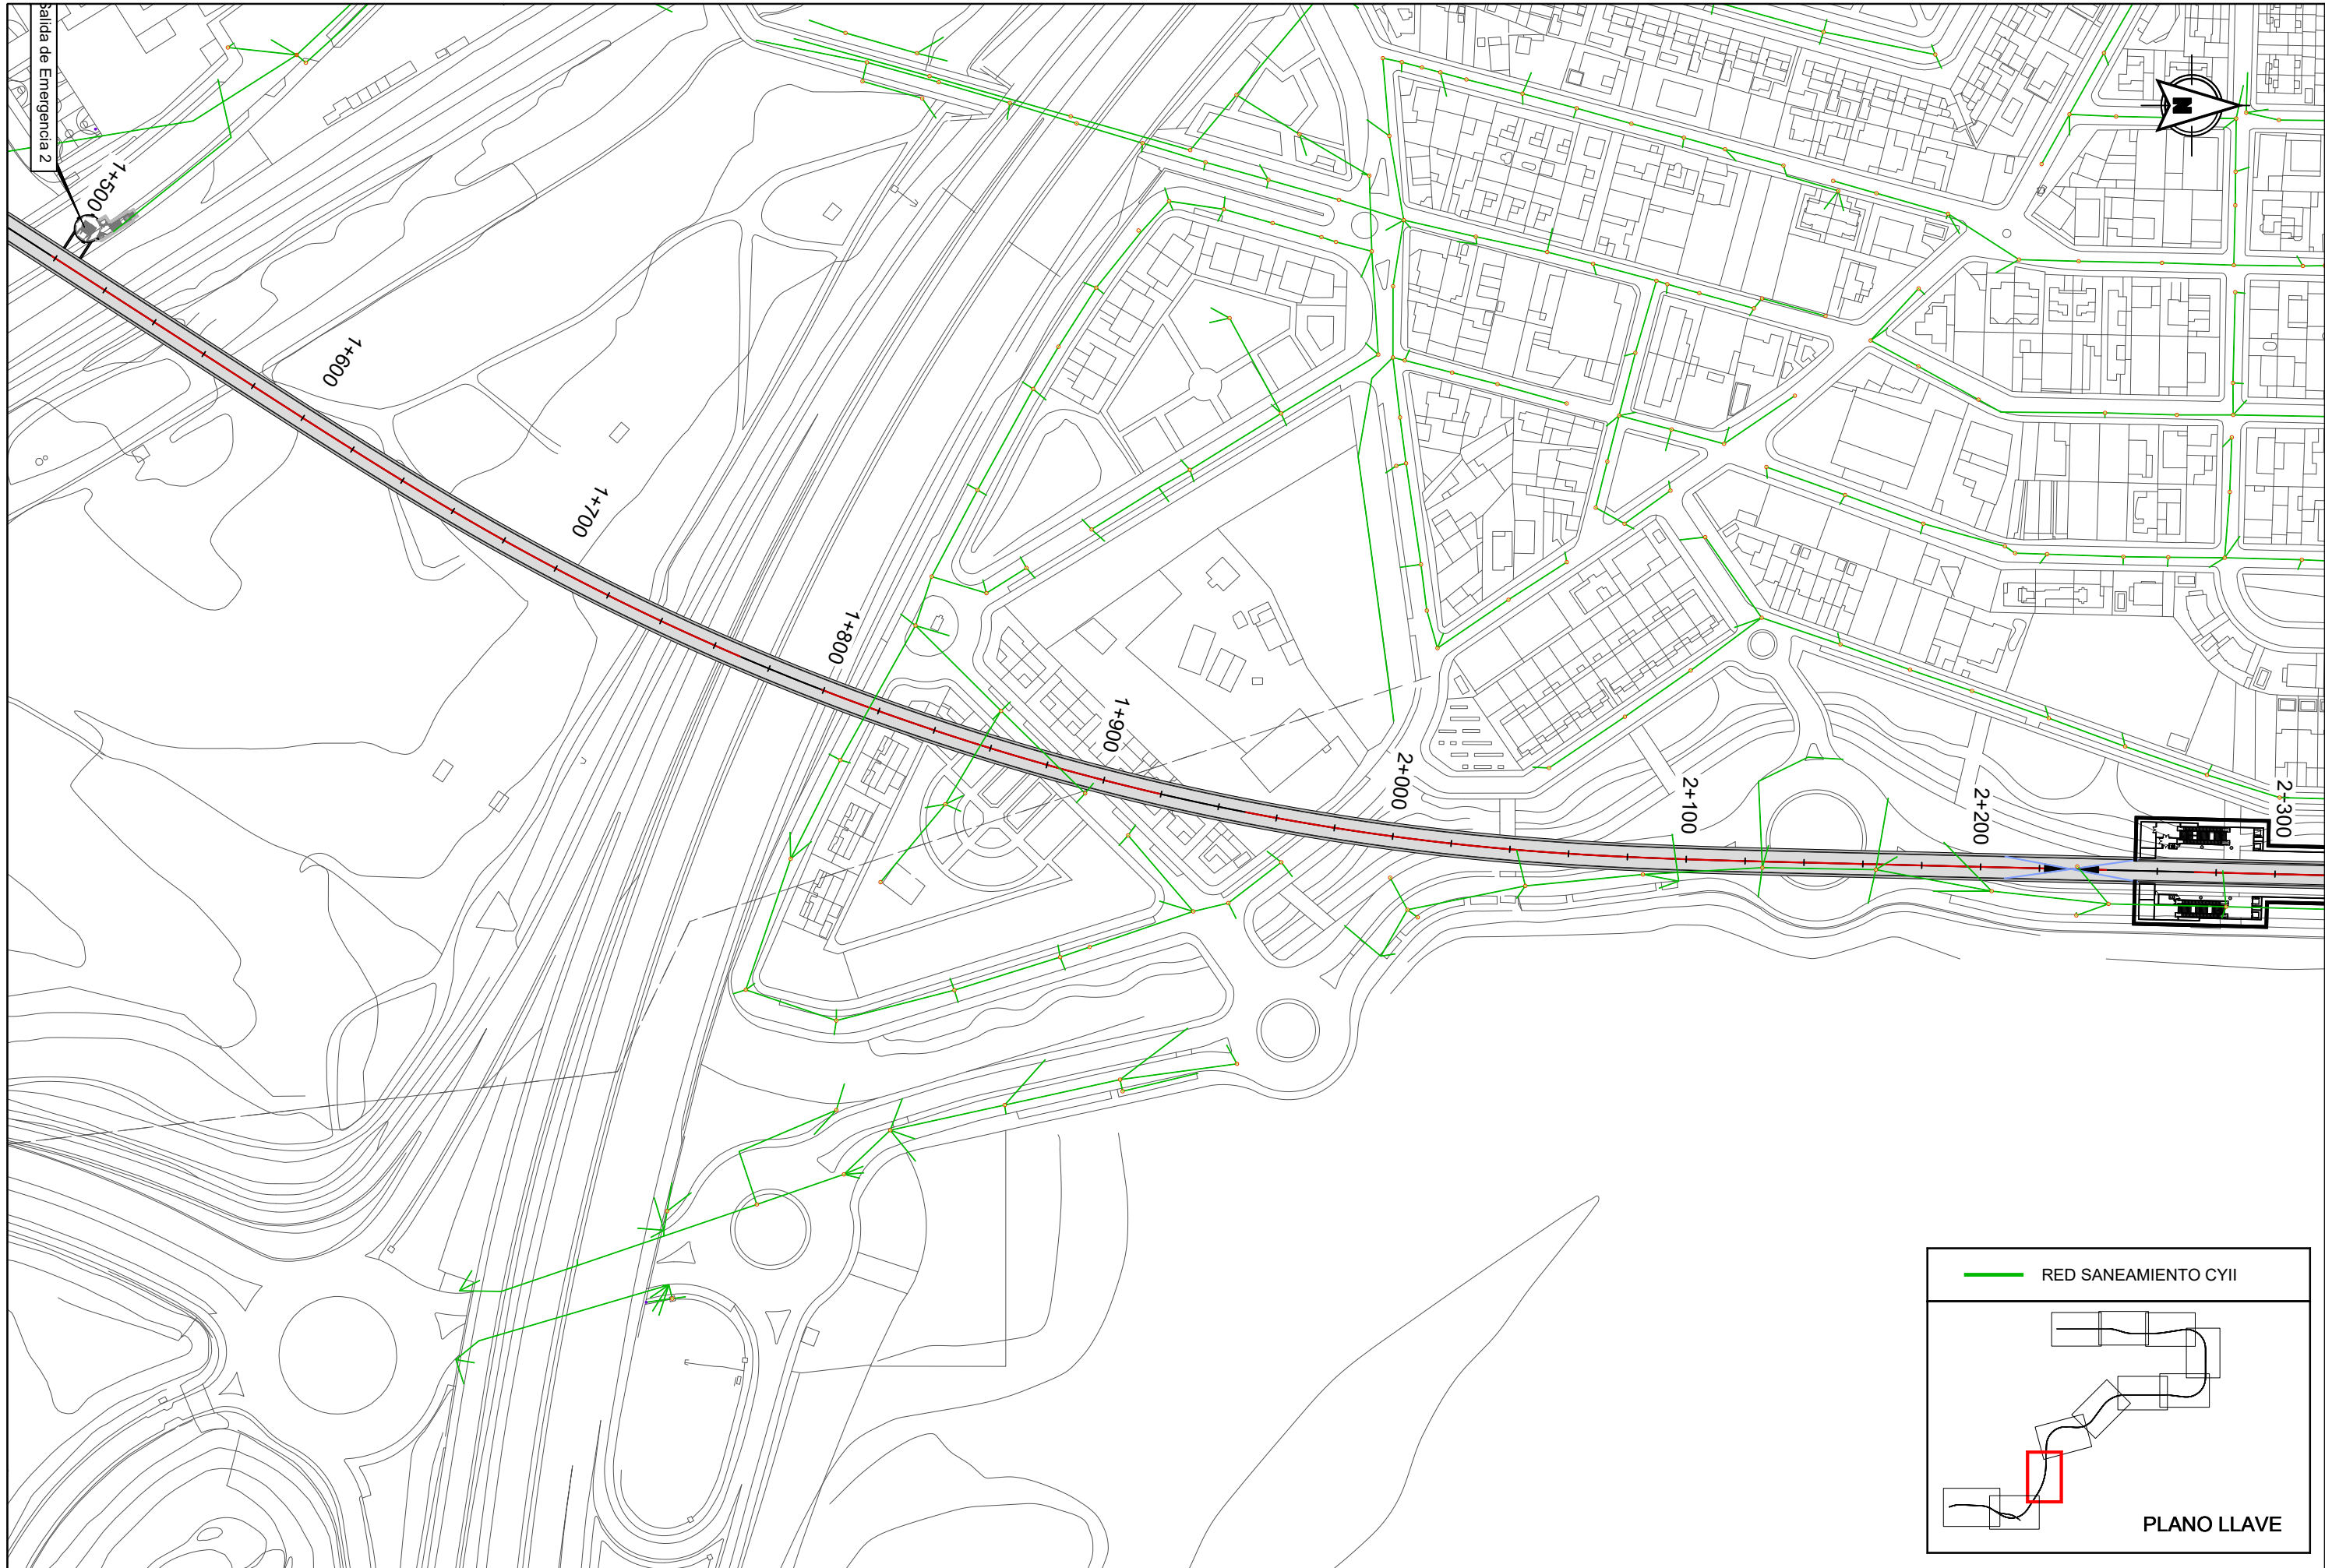 Salida de Emergencia 2
N
1+500
1+600
1+700
1+800
1+900
2+000
2+100
2+200
2+300
RED SANEAMIENTO CYII
PLANO LLAVE